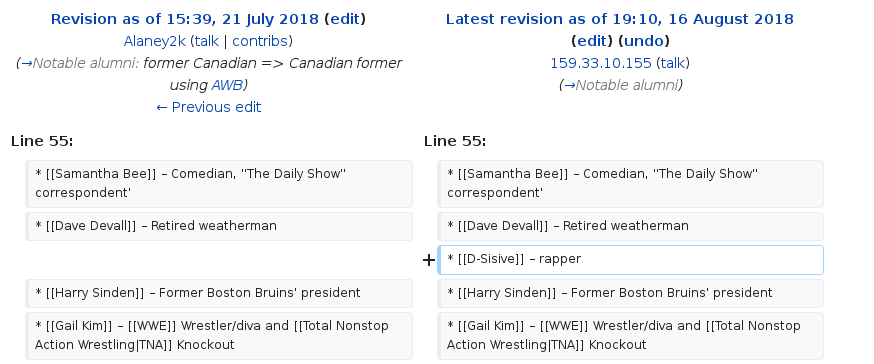 Revision as of 15:39, 21 July 2018 (edit)
Alaney2k (talk | contribs)
(→Notable alumni: former Canadian => Canadian former
using AWB)
← Previous edit
Latest revision as of 19:10, 16 August 2018
(edit) (undo)
159.33.10.155 (talk)
(→Notable alumni)
Line 55:
Line 55:
* [[Samantha Bee]] – Comedian, ''The Daily Show''
correspondent'
* [[Samantha Bee]] – Comedian, ''The Daily Show''
correspondent'
* [[Dave Devall]] – Retired weatherman
* [[Dave Devall]] – Retired weatherman
+ * [[D-Sisive]] – rapper
* [[Harry Sinden]] – Former Boston Bruins' president
* [[Harry Sinden]] – Former Boston Bruins' president
* [[Gail Kim]] – [[WWE]] Wrestler/diva and [[Total Nonstop
Action Wrestling|TNA]] Knockout
* [[Gail Kim]] – [[WWE]] Wrestler/diva and [[Total Nonstop
Action Wrestling|TNA]] Knockout